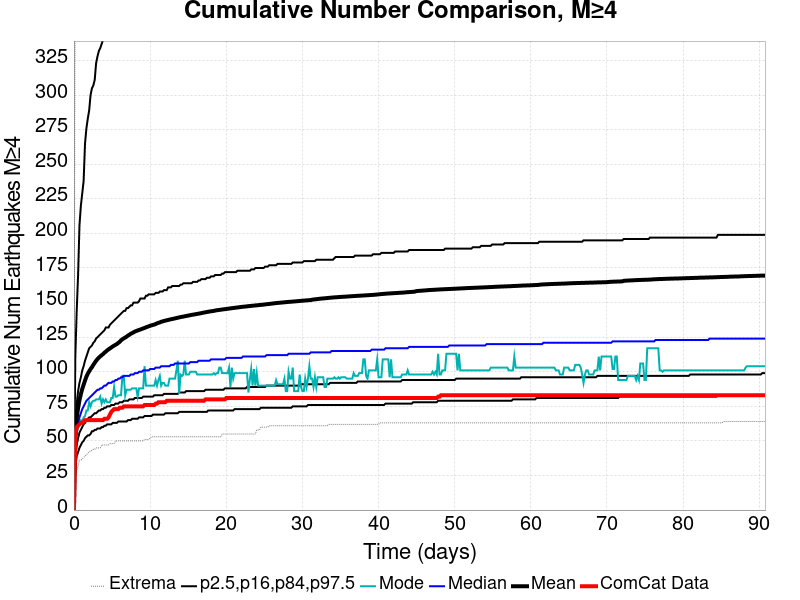 Cumulative Number Comparison, M≥4
Cumulative Num Earthquakes M≥4
325
300
275
250
225
200
175
150
125
100
75
50
25
0
0 10 20 30 40 50 60 70 80 90
Time (days)
Extrema p2.5,p16,p84,p97.5 Mode Median Mean ComCat Data